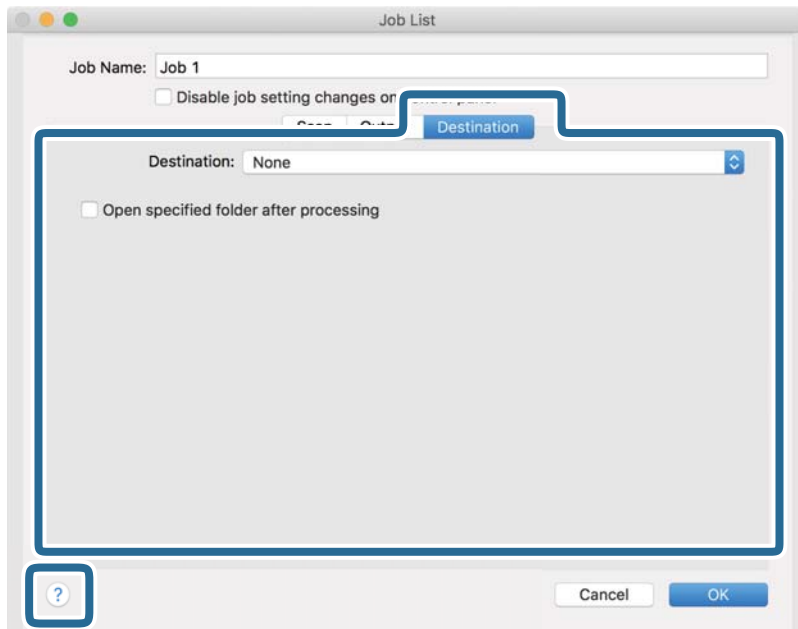 Job List
Job Name: Job 1
Disable job setting changes on
Destination
Destination: None
Open specified folder after processing
? Cancel OK